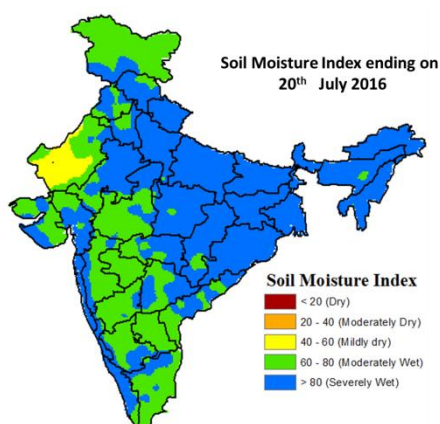 Soil Moisture Index ending on
20th July 2016
Soil Moisture Index
< 20 (Dry)
20 - 40 (Moderately Dry)
40 - 60 (Mildly dry)
60 - 80 (Moderately Wet)
> 80 (Severely Wet)